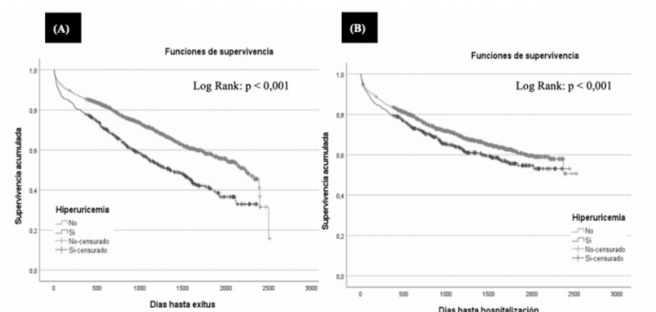 (A)
Funciones de supervivencia
Log Rank: p < 0,001
Supervivencia acumulada
1,0
0,8
0,6
0,4
0,2
0,0
Hiperuricemia
No
Si
No-censurado
Si-censurado
0 500 1000 1500 2000 2500 3000
Dias hasta exitus
(B)
Funciones de supervivencia
Log Rank: p < 0,001
Supervivencia acumulada
1,0
0,8
0,6
0,4
0,2
0,0
Hiperuricemia
No
Si
No-censurado
Si-censurado
0 500 1000 1500 2000 2500 3000
Dias hasta hospitalización